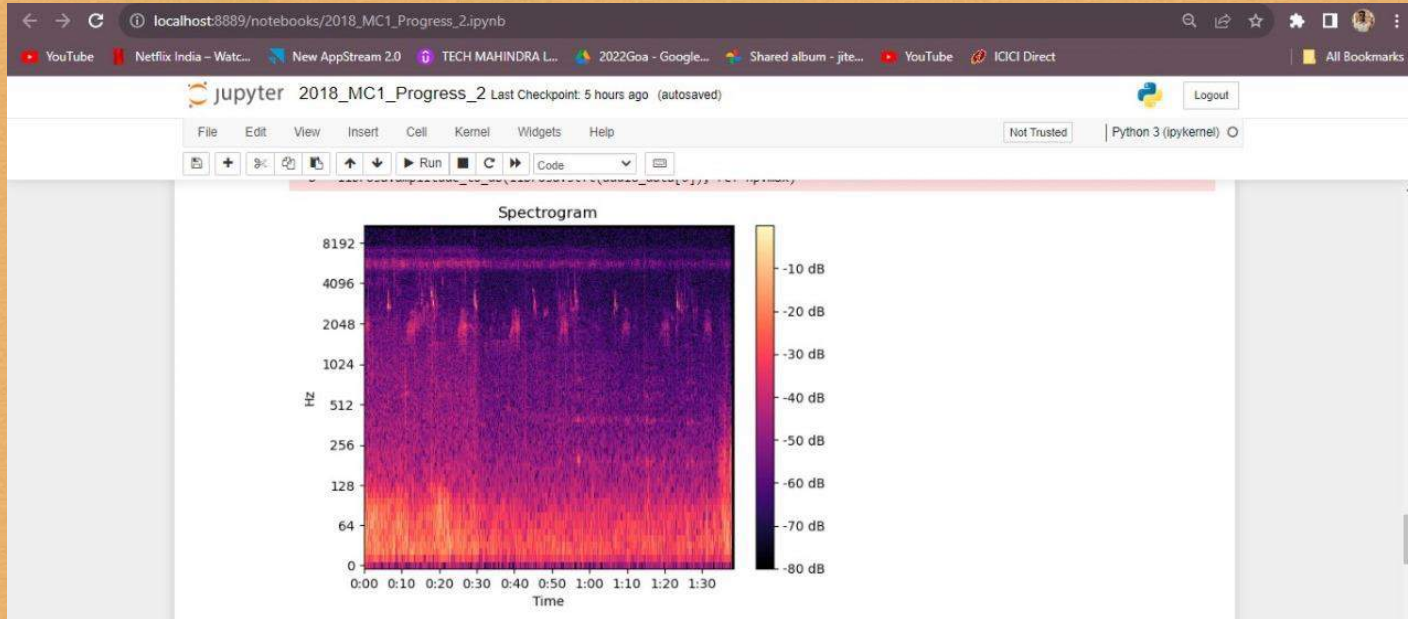 localhost:8889/notebooks/2018_MC1_Progress_2.ipynb
YouTube Netflix India – Watc... New AppStream 2.0 TECH MAHINDRA L... 2022Goa - Google... Shared album - jite... YouTube ICICI Direct All Bookmarks
jupyter 2018_MC1_Progress_2 Last Checkpoint: 5 hours ago (autosaved) Logout
File Edit View Insert Cell Kernel Widgets Help Not Trusted Python 3 (ipykernel)
Run Code
Spectrogram
8192
4096
2048
1024
512
256
128
64
0
Hz
0:00 0:10 0:20 0:30 0:40 0:50 1:00 1:10 1:20 1:30
Time
-10 dB
-20 dB
-30 dB
-40 dB
-50 dB
-60 dB
-70 dB
-80 dB